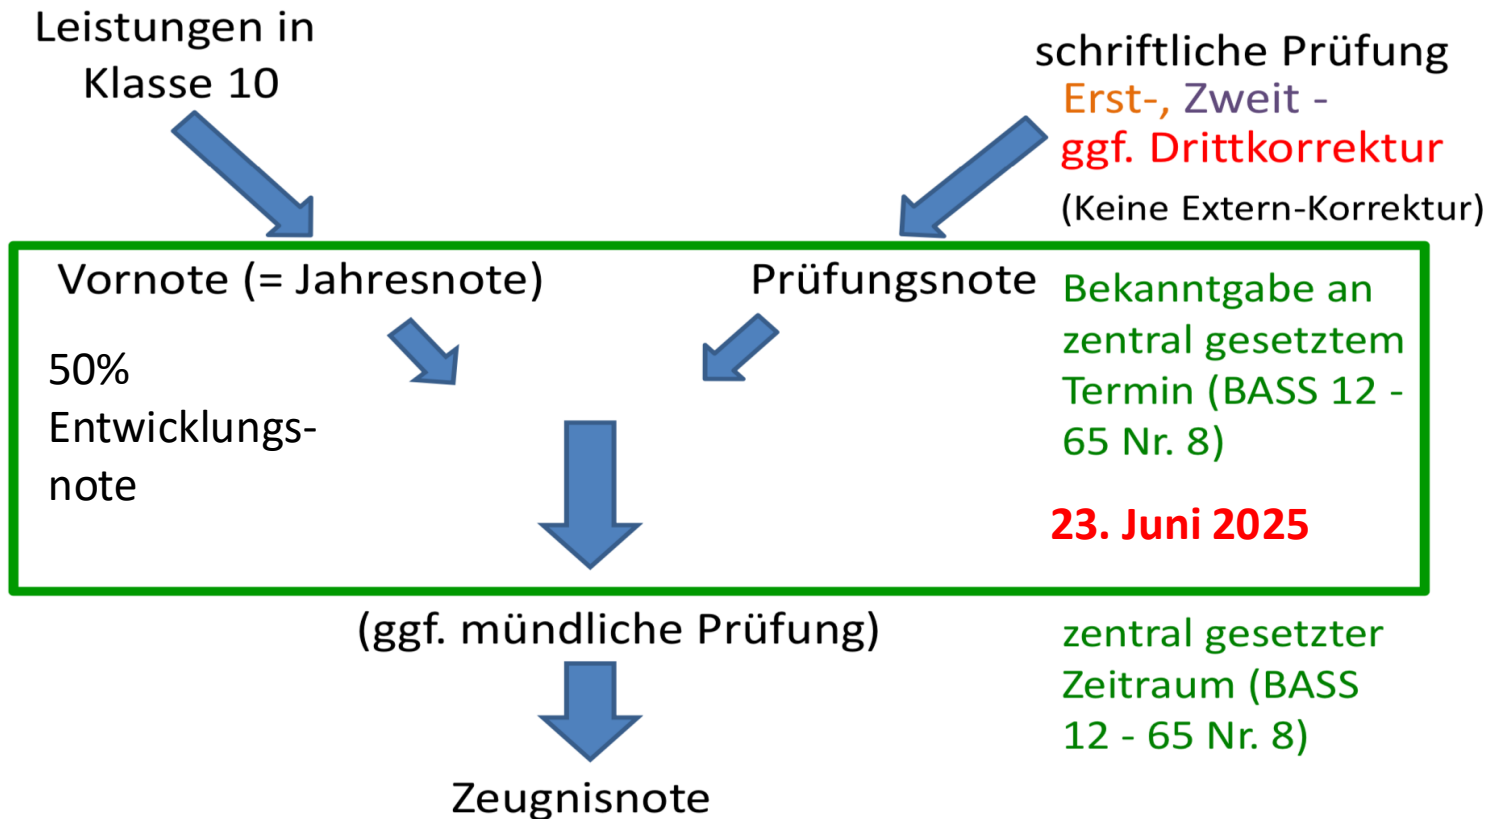 Leistungen in
Klasse 10
schriftliche Prüfung
Erst-, Zweit -
ggf. Drittkorrektur
(Keine Extern-Korrektur)
Vornote (= Jahresnote)
Prüfungsnote
50%
Entwicklungs-
note
Bekanntgabe an
zentral gesetztem
Termin (BASS 12 -
65 Nr. 8)
23. Juni 2025
(ggf. mündliche Prüfung)
zentral gesetzter
Zeitraum (BASS
12 - 65 Nr. 8)
Zeugnisnote